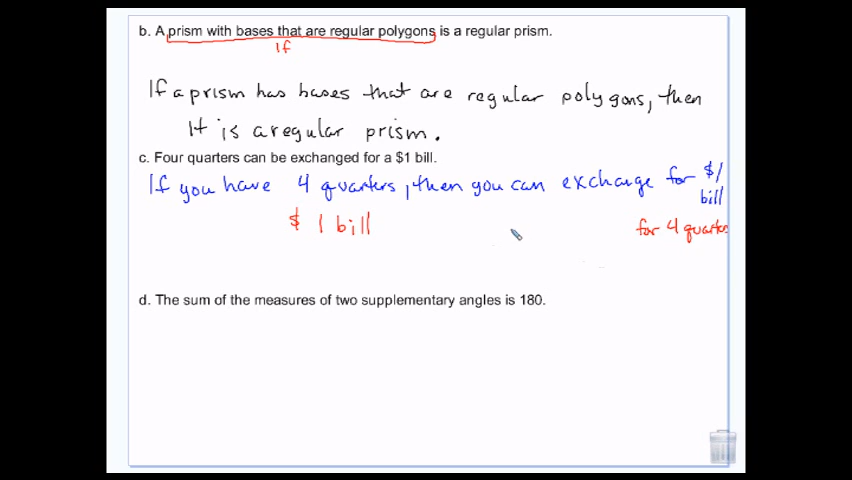 b. A prism with bases that are regular polygons is a regular prism.
If
If a prism has bases that are regular polygons, then
it is a regular prism.
c. Four quarters can be exchanged for a $1 bill.
If you have 4 quarters, then you can exchange for $1
bill
$ 1 bill
for 4 quarters
d. The sum of the measures of two supplementary angles is 180.